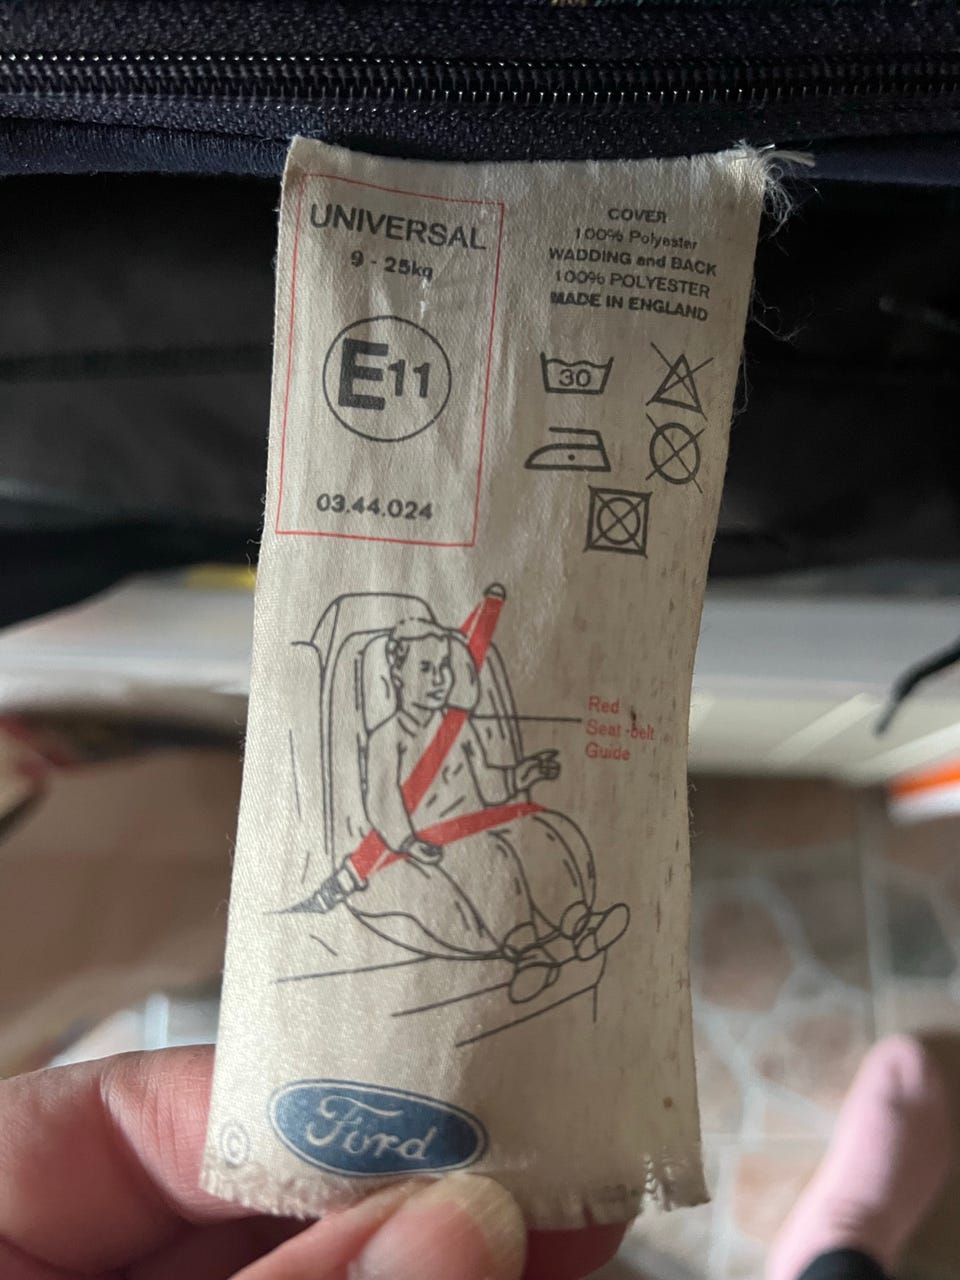 UNIVERSAL
9 - 25kg
E11
03.44.024
COVER
100% Polyester
WADDING and BACK
100% POLYESTER
MADE IN ENGLAND
30
Red
Seat-belt
Guide
©
Ford